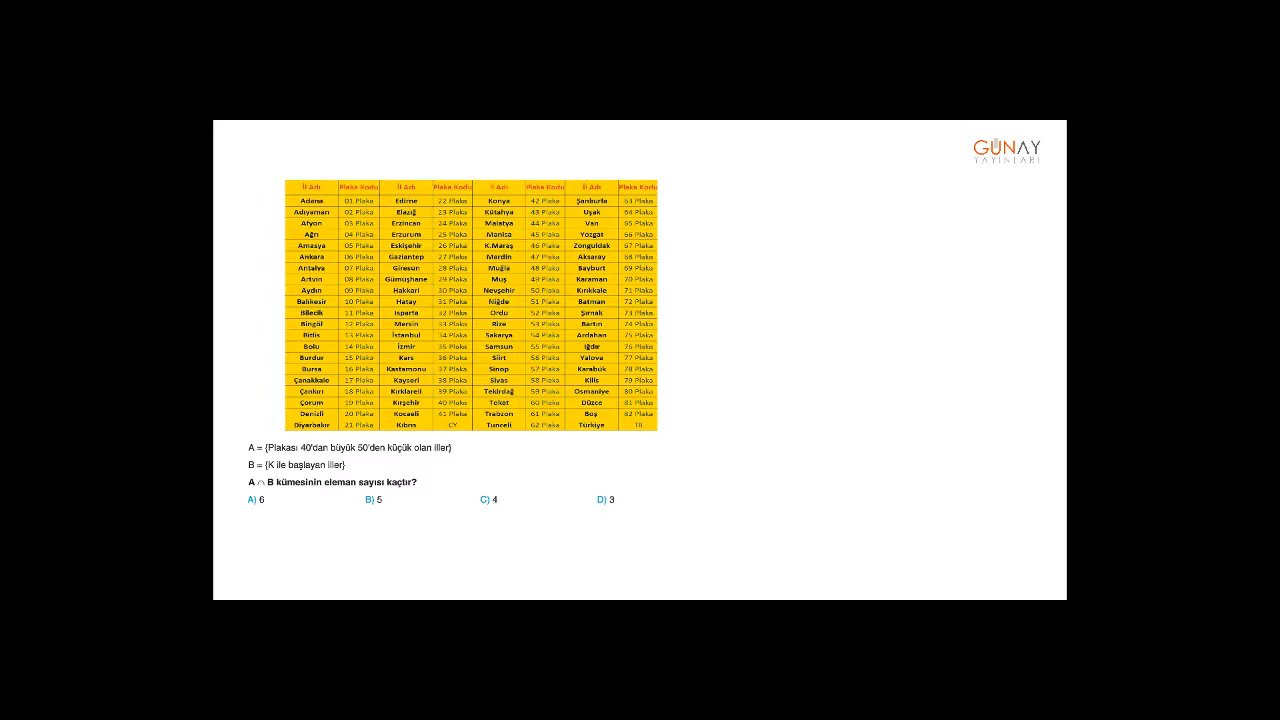 GÜNAY
YAYINLARI
İl Adı Plaka Kodu İl Adı Plaka Kodu İl Adı Plaka Kodu İl Adı Plaka Kodu
Adana 01 Plaka Edirne 22 Plaka Konya 42 Plaka Şanlıurfa 63 Plaka
Adıyaman 02 Plaka Elazığ 23 Plaka Kütahya 43 Plaka Uşak 64 Plaka
Afyon 03 Plaka Erzincan 24 Plaka Malatya 44 Plaka Van 65 Plaka
Ağrı 04 Plaka Erzurum 25 Plaka Manisa 45 Plaka Yozgat 66 Plaka
Amasya 05 Plaka Eskişehir 26 Plaka K.Maraş 46 Plaka Zonguldak 67 Plaka
Ankara 06 Plaka Gaziantep 27 Plaka Mardin 47 Plaka Aksaray 68 Plaka
Antalya 07 Plaka Giresun 28 Plaka Muğla 48 Plaka Bayburt 69 Plaka
Artvin 08 Plaka Gümüşhane 29 Plaka Muş 49 Plaka Karaman 70 Plaka
Aydın 09 Plaka Hakkari 30 Plaka Nevşehir 50 Plaka Kırıkkale 71 Plaka
Balıkesir 10 Plaka Hatay 31 Plaka Niğde 51 Plaka Batman 72 Plaka
Bilecik 11 Plaka Isparta 32 Plaka Ordu 52 Plaka Şırnak 73 Plaka
Bingöl 12 Plaka Mersin 33 Plaka Rize 53 Plaka Bartın 74 Plaka
Bitlis 13 Plaka İstanbul 34 Plaka Sakarya 54 Plaka Ardahan 75 Plaka
Bolu 14 Plaka İzmir 35 Plaka Samsun 55 Plaka Iğdır 76 Plaka
Burdur 15 Plaka Kars 36 Plaka Siirt 56 Plaka Yalova 77 Plaka
Bursa 16 Plaka Kastamonu 37 Plaka Sinop 57 Plaka Karabük 78 Plaka
Çanakkale 17 Plaka Kayseri 38 Plaka Sivas 58 Plaka Kilis 79 Plaka
Çankırı 18 Plaka Kırklareli 39 Plaka Tekirdağ 59 Plaka Osmaniye 80 Plaka
Çorum 19 Plaka Kırşehir 40 Plaka Tokat 60 Plaka Düzce 81 Plaka
Denizli 20 Plaka Kocaeli 41 Plaka Trabzon 61 Plaka Boş 82 Plaka
Diyarbakır 21 Plaka Kıbrıs CY Tunceli 62 Plaka Türkiye TR
A = {Plakası 40'dan büyük 50'den küçük olan iller}
B = {K ile başlayan iller}
A ∩ B kümesinin eleman sayısı kaçtır?
A) 6 B) 5 C) 4 D) 3